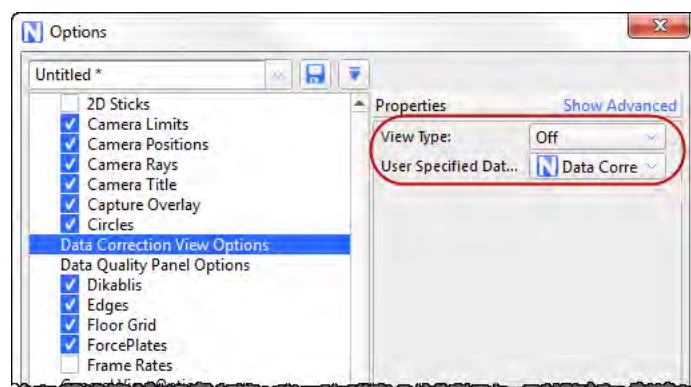 Options
Untitled *
2D Sticks
Camera Limits
Camera Positions
Camera Rays
Camera Title
Capture Overlay
Circles
Data Correction View Options
Data Quality Panel Options
Dikablis
Edges
Floor Grid
ForcePlates
Frame Rates
Properties Show Advanced
View Type: Off
User Specified Dat... N Data Corre